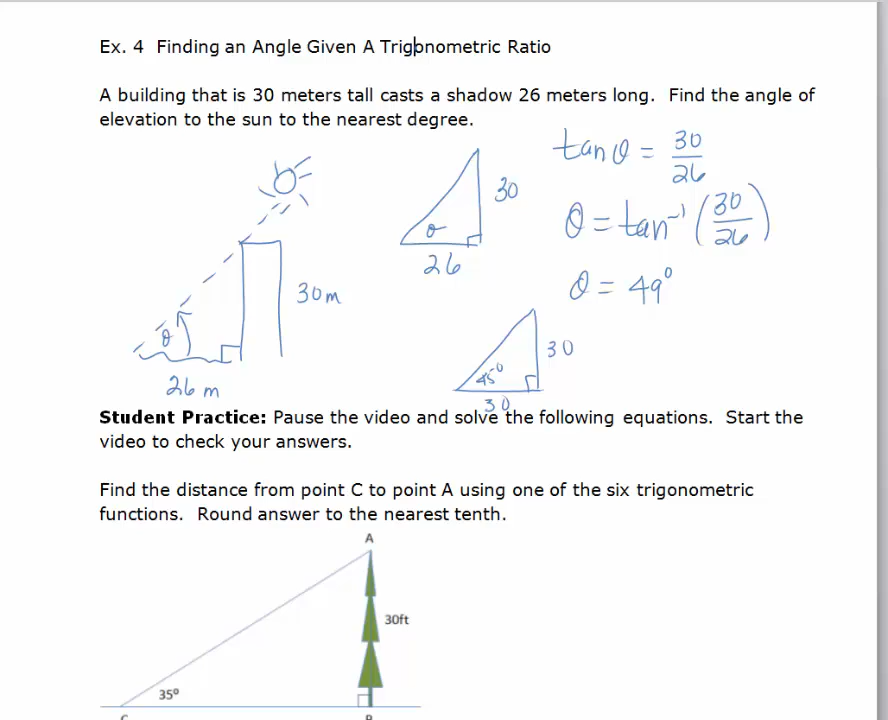 Ex. 4 Finding an Angle Given A Trigonometric Ratio
A building that is 30 meters tall casts a shadow 26 meters long. Find the angle of
elevation to the sun to the nearest degree.
tan θ = 30/26
30
θ
26
θ = tan⁻¹ (30/26)
θ = 49°
30m
θ
26 m
30
45°
30
Student Practice: Pause the video and solve the following equations. Start the
video to check your answers.
Find the distance from point C to point A using one of the six trigonometric
functions. Round answer to the nearest tenth.
A
30ft
35°
C
B